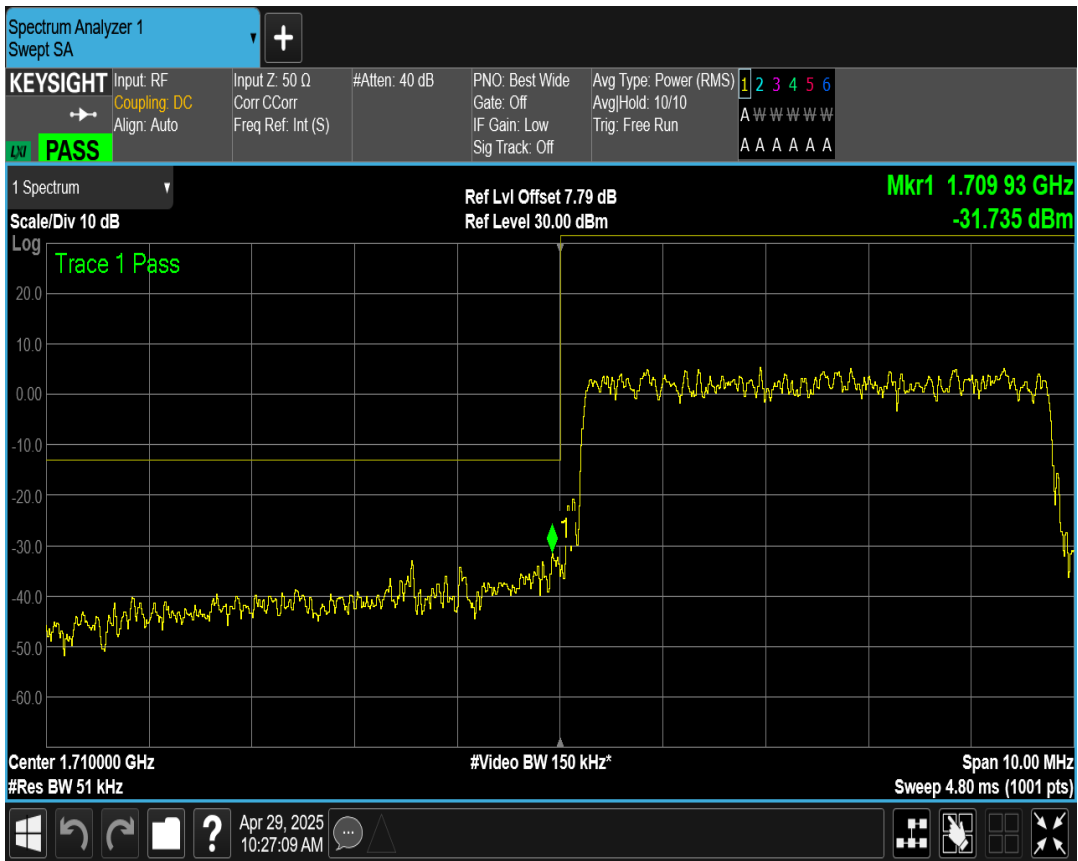 Spectrum Analyzer 1
Swept SA
+
KEYSIGHT
LXI PASS
Input: RF
Coupling: DC
Align: Auto
Input Z: 50 Ω
Corr CCorr
Freq Ref: Int (S)
#Atten: 40 dB
PNO: Best Wide
Gate: Off
IF Gain: Low
Sig Track: Off
Avg Type: Power (RMS)
Avg|Hold: 10/10
Trig: Free Run
1 2 3 4 5 6
A W W W W W
A A A A A A
1 Spectrum
Scale/Div 10 dB
Ref Lvl Offset 7.79 dB
Ref Level 30.00 dBm
Mkr1 1.709 93 GHz
-31.735 dBm
Log
Trace 1 Pass
20.0
10.0
0.00
-10.0
-20.0
-30.0
-40.0
-50.0
-60.0
1
Center 1.710000 GHz
#Res BW 51 kHz
#Video BW 150 kHz*
Span 10.00 MHz
Sweep 4.80 ms (1001 pts)
?
Apr 29, 2025
10:27:09 AM